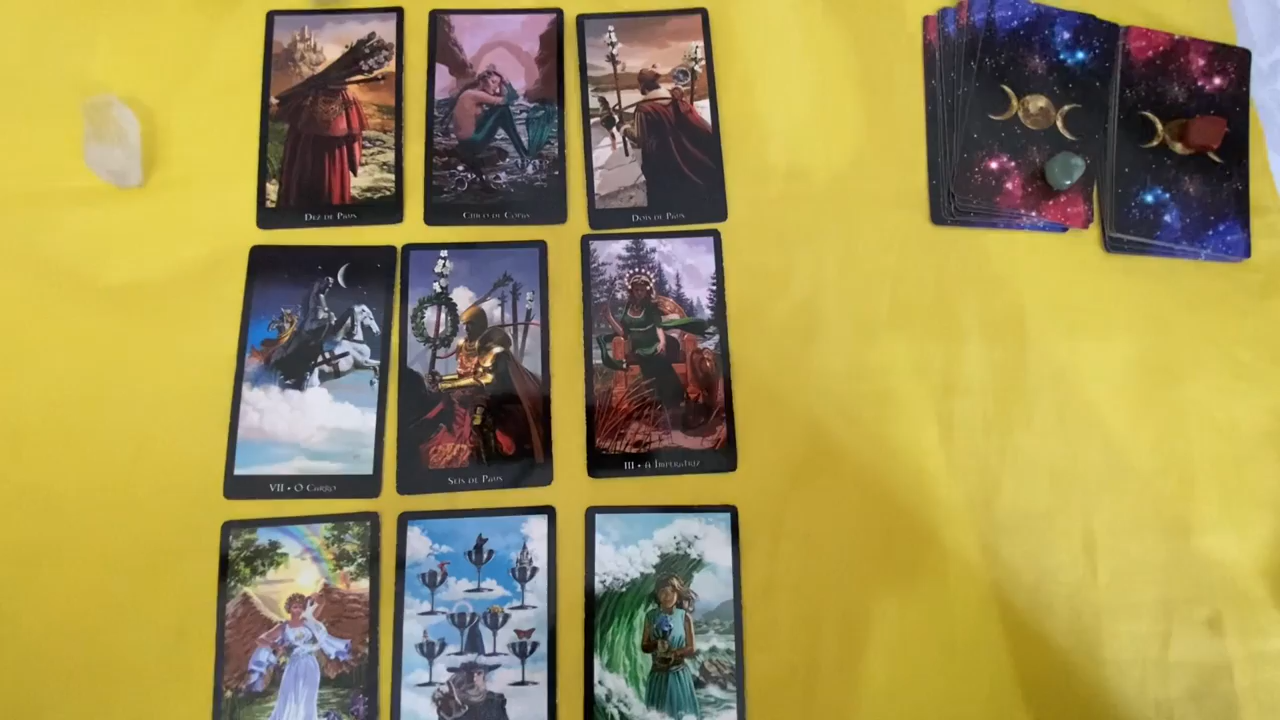 Dez de Paus
Cinco de Copas
Dois de Paus
VII • O Carro
Seis de Paus
III • A Imperatriz